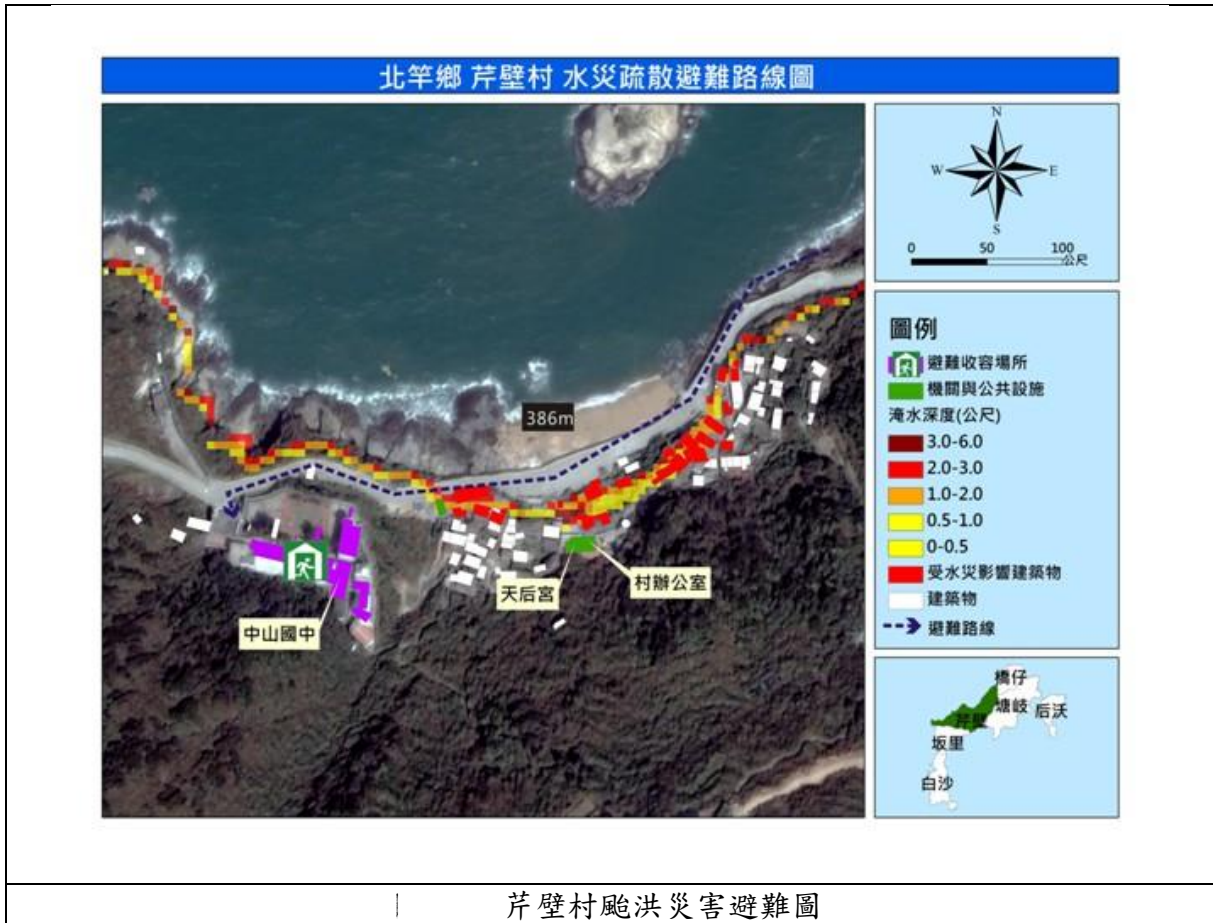 北竿鄉 芹壁村 水災疏散避難路線圖
386m
天后宮
村辦公室
中山國中
N
W
E
S
0 50 100
公尺
圖例
避難收容場所
機關與公共設施
淹水深度(公尺)
3.0-6.0
2.0-3.0
1.0-2.0
0.5-1.0
0-0.5
受水災影響建築物
建築物
避難路線
橋仔
塘岐
后沃
芹壁
坂里
白沙
芹壁村颱洪災害避難圖